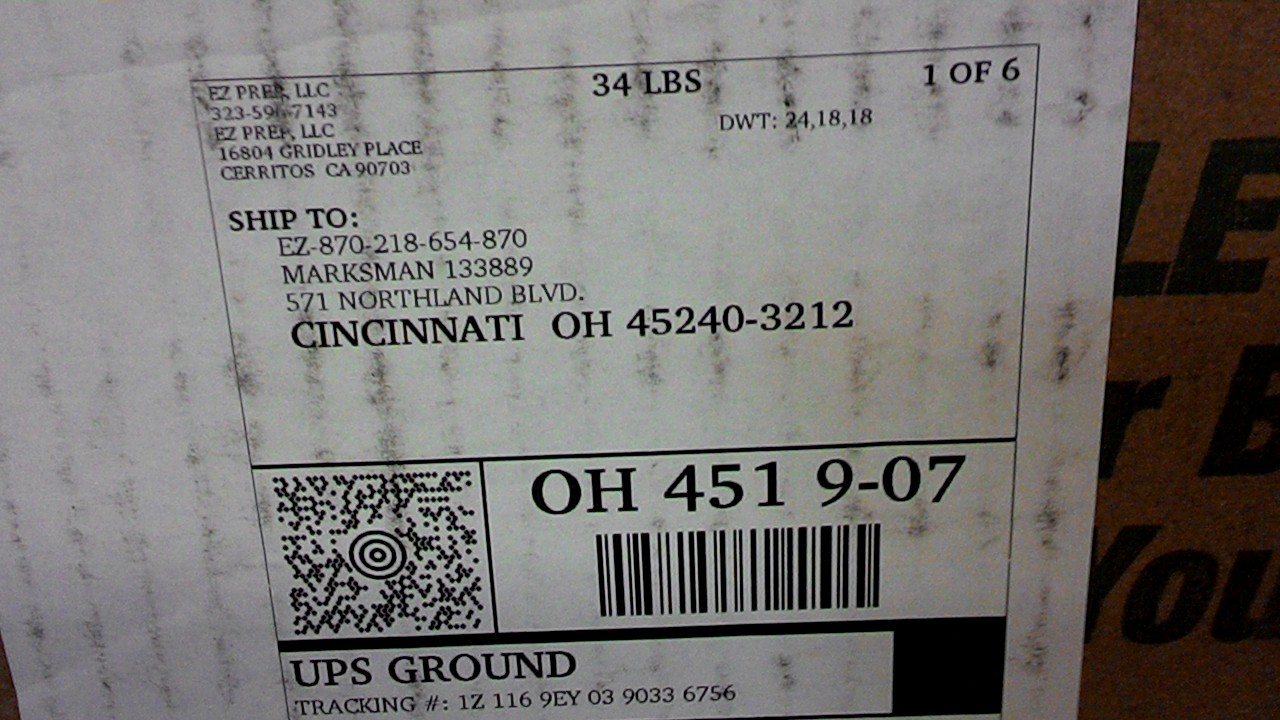 EZ PREP, LLC
34 LBS
1 OF 6
EZ PREP, LLC
DWT: 24,18,18
16804 GRIDLEY PLACE
CERRITOS CA 90703
SHIP TO:
EZ-870-218-654-870
MARKSMAN 133889
571 NORTHLAND BLVD.
CINCINNATI OH 45240-3212
OH 451 9-07
UPS GROUND
TRACKING #: 1Z 116 9EY 03 9033 6756